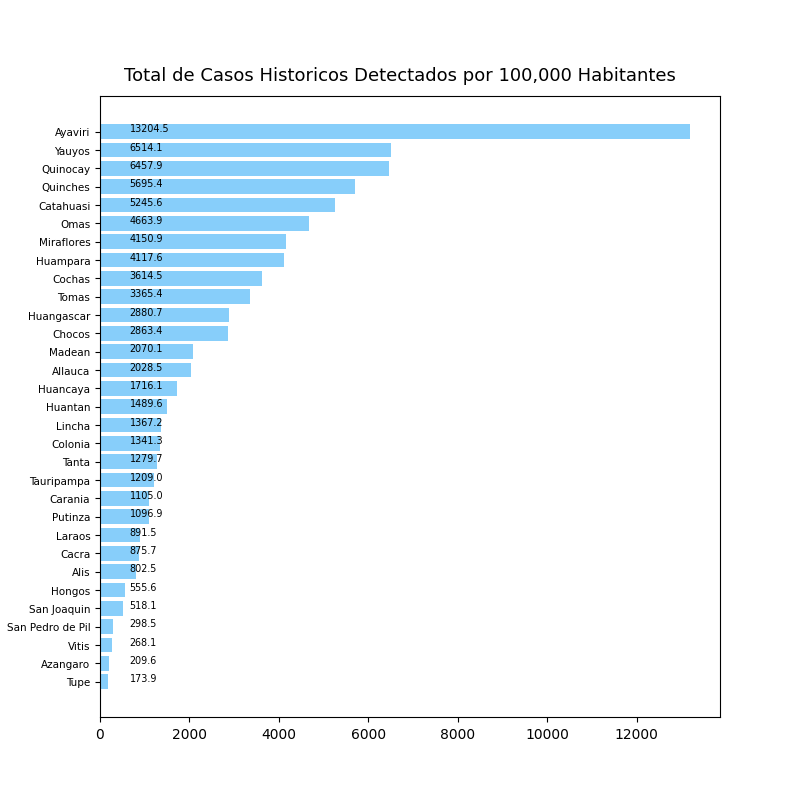 Total de Casos Historicos Detectados por 100,000 Habitantes
Ayaviri 13204.5
Yauyos 6514.1
Quinocay 6457.9
Quinches 5695.4
Catahuasi 5245.6
Omas 4663.9
Miraflores 4150.9
Huampara 4117.6
Cochas 3614.5
Tomas 3365.4
Huangascar 2880.7
Chocos 2863.4
Madean 2070.1
Allauca 2028.5
Huancaya 1716.1
Huantan 1489.6
Lincha 1367.2
Colonia 1341.3
Tanta 1279.7
Tauripampa 1209.0
Carania 1105.0
Putinza 1096.9
Laraos 891.5
Cacra 875.7
Alis 802.5
Hongos 555.6
San Joaquin 518.1
San Pedro de Pil 298.5
Vitis 268.1
Azangaro 209.6
Tupe 173.9
0 2000 4000 6000 8000 10000 12000